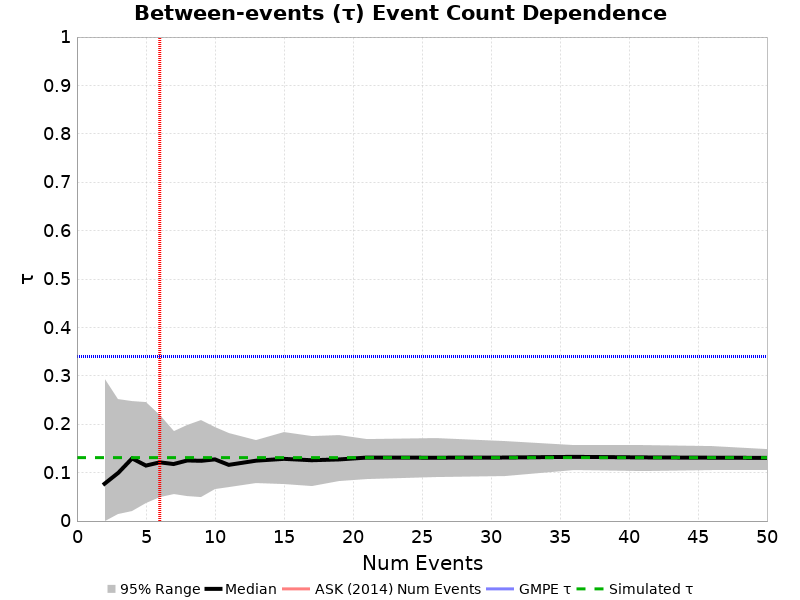 Between-events (τ) Event Count Dependence
1
0.9
0.8
0.7
0.6
0.5
0.4
0.3
0.2
0.1
0
τ
0 5 10 15 20 25 30 35 40 45 50
Num Events
95% Range Median ASK (2014) Num Events GMPE τ Simulated τ